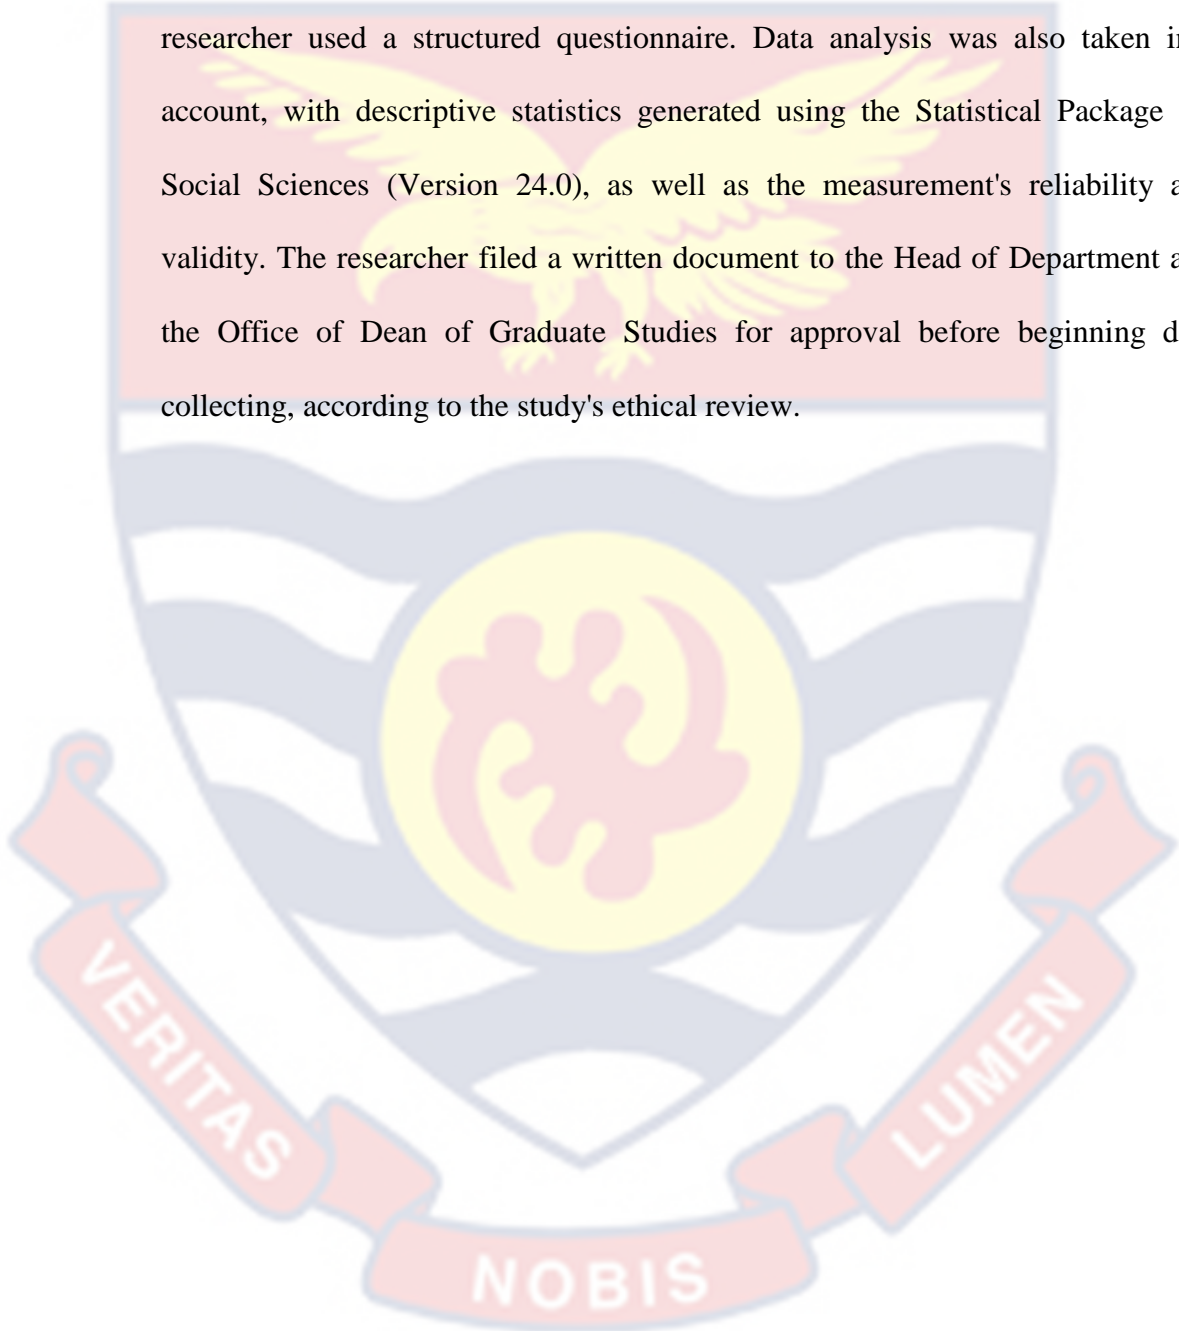 researcher used a structured questionnaire. Data analysis was also taken in
account, with descriptive statistics generated using the Statistical Package
Social Sciences (Version 24.0), as well as the measurement's reliability a
validity. The researcher filed a written document to the Head of Department a
the Office of Dean of Graduate Studies for approval before beginning d
collecting, according to the study's ethical review.
VERITAS
NOBIS
LUMEN